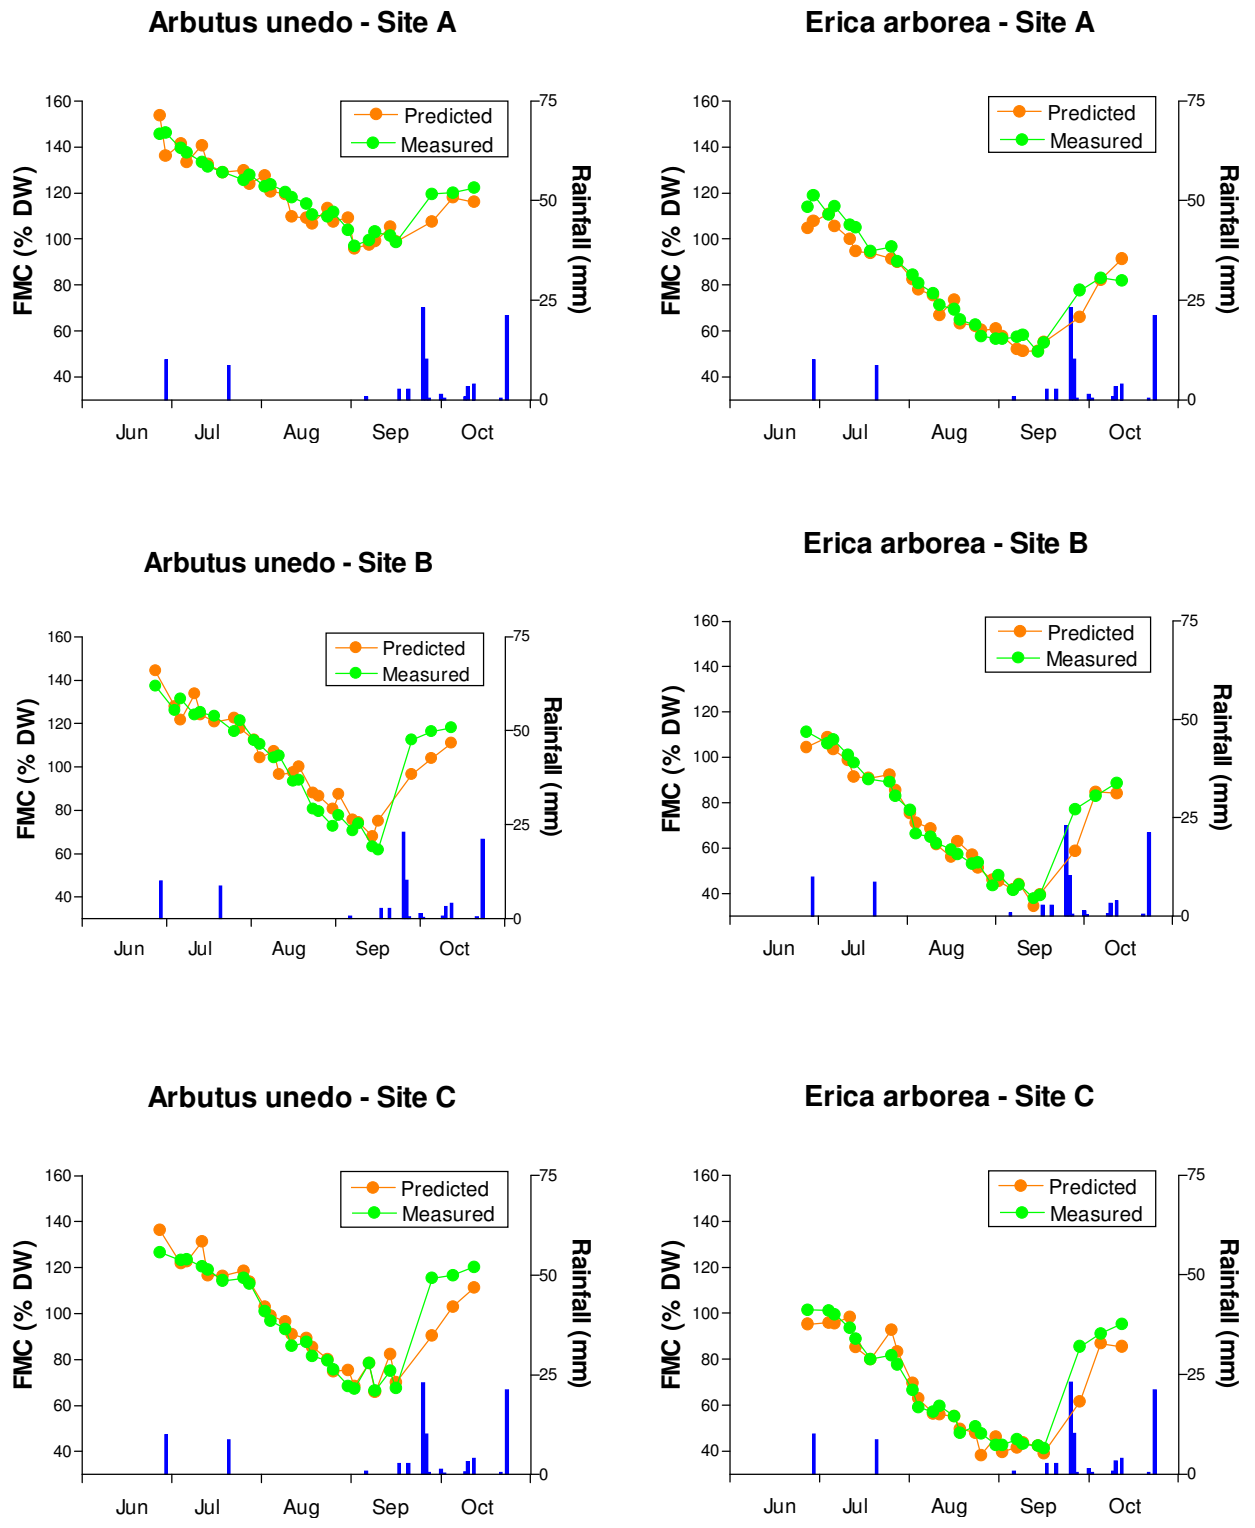 Arbutus unedo - Site A
Erica arborea - Site A
160
140
120
100
80
60
40
FMC (% DW)
75
50
25
0
Rainfall (mm)
Predicted
Measured
Jun Jul Aug Sep Oct
160
140
120
100
80
60
40
FMC (% DW)
75
50
25
0
Rainfall (mm)
Predicted
Measured
Jun Jul Aug Sep Oct
Arbutus unedo - Site B
Erica arborea - Site B
160
140
120
100
80
60
40
FMC (% DW)
75
50
25
0
Rainfall (mm)
Predicted
Measured
Jun Jul Aug Sep Oct
160
140
120
100
80
60
40
FMC (% DW)
75
50
25
0
Rainfall (mm)
Predicted
Measured
Jun Jul Aug Sep Oct
Arbutus unedo - Site C
Erica arborea - Site C
160
140
120
100
80
60
40
FMC (% DW)
75
50
25
0
Rainfall (mm)
Predicted
Measured
Jun Jul Aug Sep Oct
160
140
120
100
80
60
40
FMC (% DW)
75
50
25
0
Rainfall (mm)
Predicted
Measured
Jun Jul Aug Sep Oct